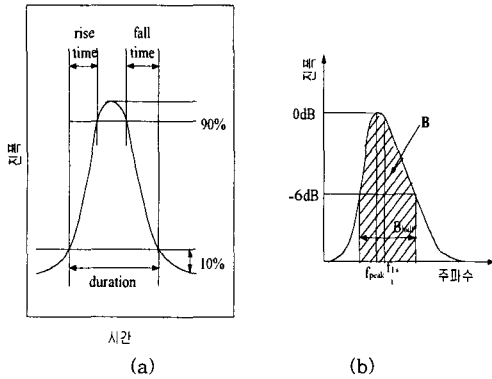 rise time
fall time
90%
진폭
10%
duration
시간
(a)
진폭
0dB
B
-6dB
f_peak
주파수
(b)